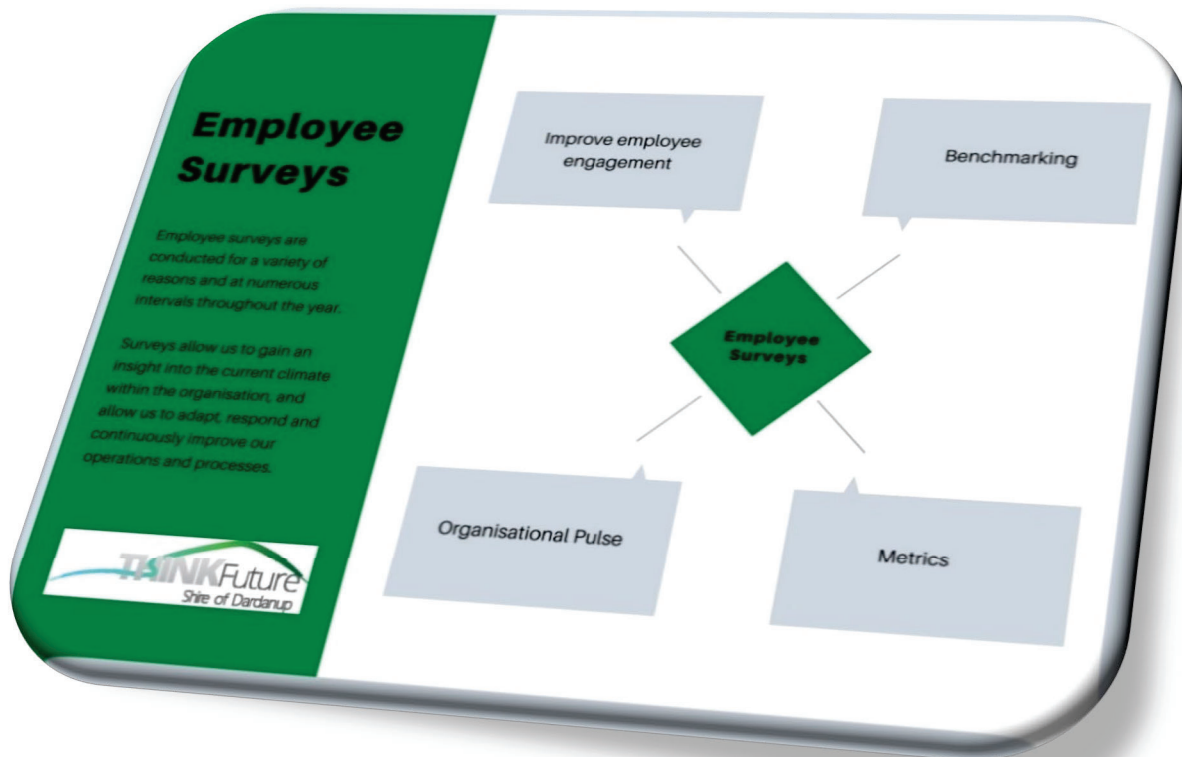 Employee
Surveys
Employee surveys are
conducted for a variety of
reasons and at numerous
intervals throughout the year.
Surveys allow us to gain an
insight into the current climate
within the organisation, and
allow us to adapt, respond and
continuously improve our
operations and processes.
THINKFuture
Shire of Dardanup
Improve employee
engagement
Benchmarking
Employee
Surveys
Organisational Pulse
Metrics